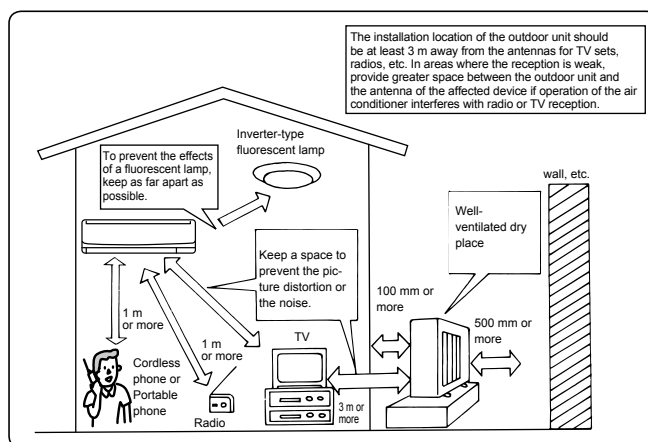 The installation location of the outdoor unit should
be at least 3 m away from the antennas for TV sets,
radios, etc. In areas where the reception is weak,
provide greater space between the outdoor unit and
the antenna of the affected device if operation of the air
conditioner interferes with radio or TV reception.
Inverter-type
fluorescent lamp
To prevent the effects
of a fluorescent lamp,
keep as far apart as
possible.
wall, etc.
Well-
ventilated dry
place
Keep a space to
prevent the pic-
ture distortion or
the noise.
100 mm or
more
500 mm or
more
1 m
or more
1 m
or more
TV
Cordless
phone or
Portable
phone
Radio
3 m or
more